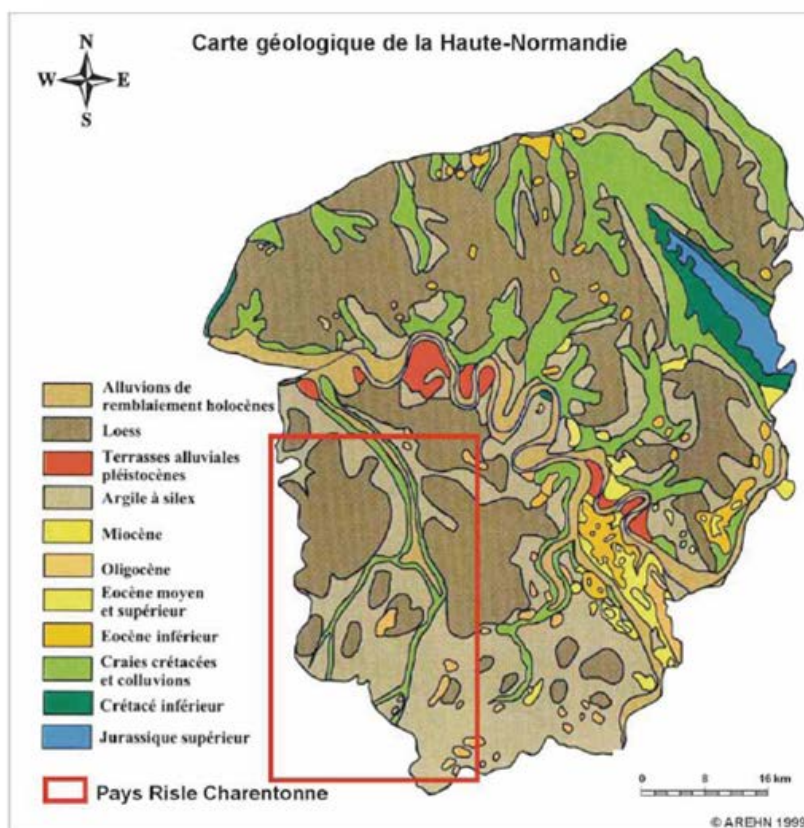 Carte géologique de la Haute-Normandie
N
W E
S
Alluvions de
remblaiement holocènes
Loess
Terrasses alluviales
pléistocènes
Argile à silex
Miocène
Oligocène
Eocène moyen
et supérieur
Eocène inférieur
Craies crétacées
et colluvions
Crétacé inférieur
Jurassique supérieur
Pays Risle Charentonne
0 8 16 km
© AREHN 1999